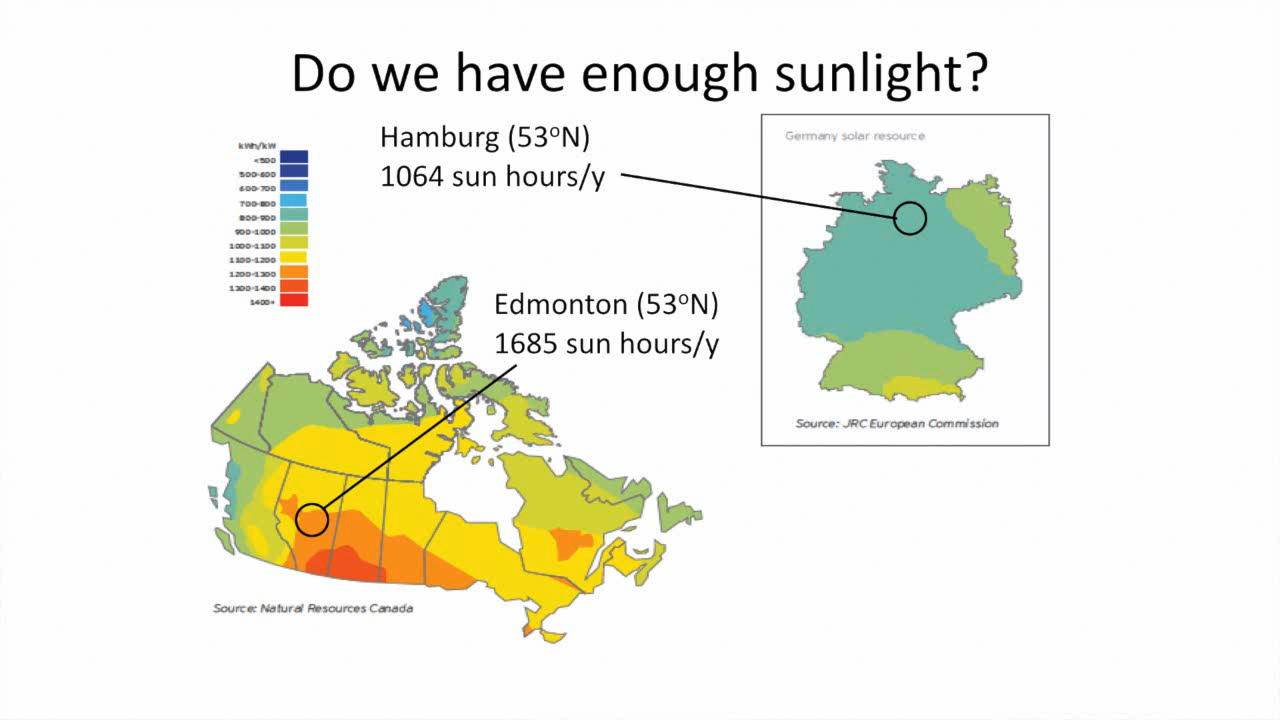 Do we have enough sunlight?
Hamburg (53ºN)
1064 sun hours/y
Germany solar resource
kWh/kW
<500
500-600
600-700
700-800
800-900
900-1000
1000-1100
1100-1200
1200-1300
1300-1400
1400+
Edmonton (53ºN)
1685 sun hours/y
Source: JRC European Commission
Source: Natural Resources Canada